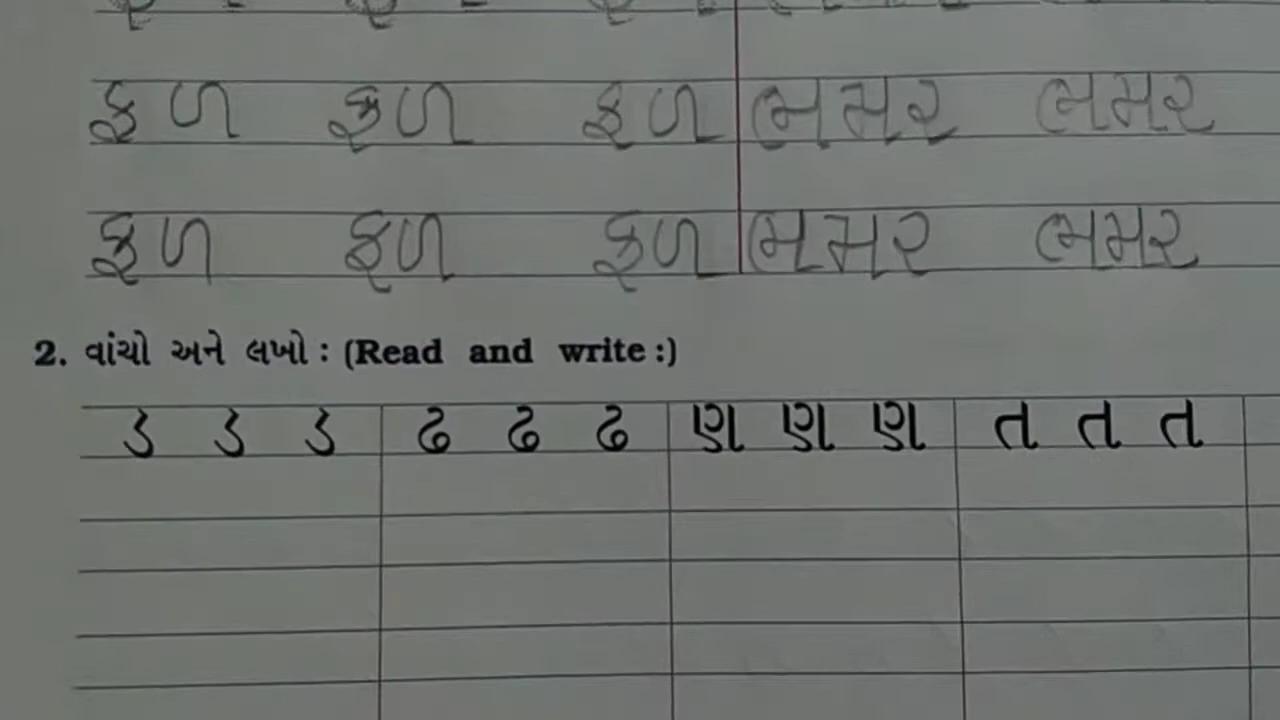 ફળ ફળ ફળ ભમર ભમર
ફળ ફળ ફળ ભમર ભમર
2. વાંચો અને લખો : (Read and write :)
ડ ડ ડ ઢ ઢ ઢ ણ ણ ણ ત ત ત